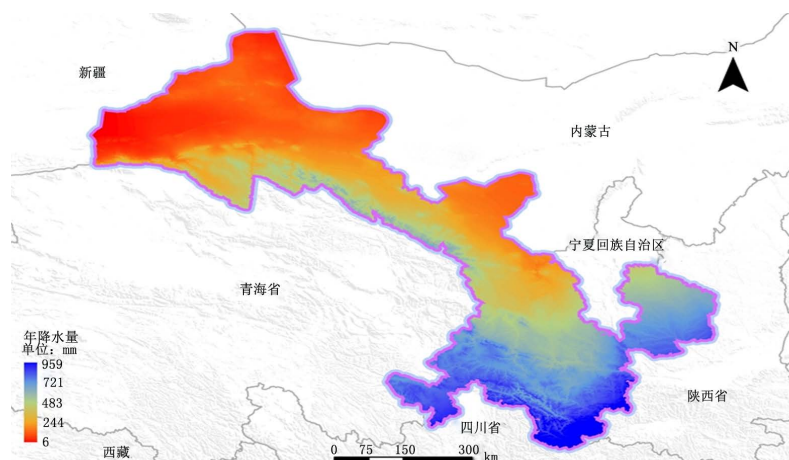 N
新疆
内蒙古
宁夏回族自治区
青海省
年降水量
单位：mm
959
721
483
244
6
陕西省
四川省
西藏
0 75 150 300
km